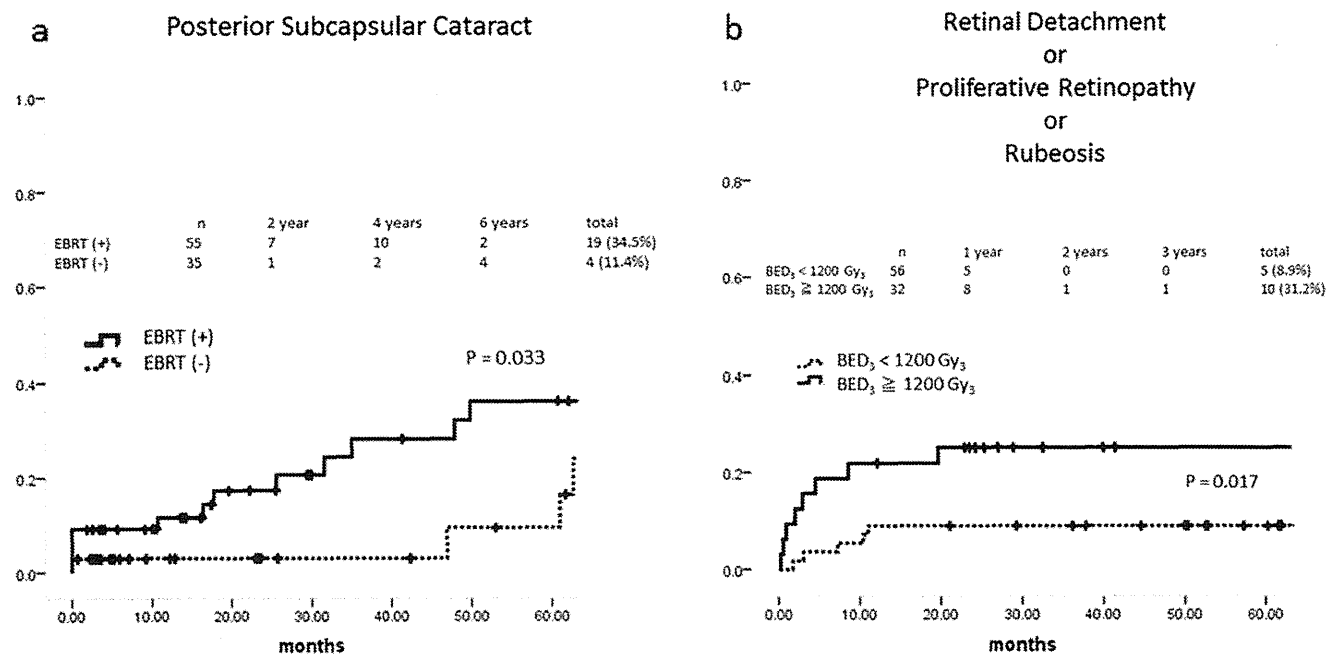 a
Posterior Subcapsular Cataract
1.0
0.8
n 2 year 4 years 6 years total
EBRT (+) 55 7 10 2 19 (34.5%)
EBRT (-) 35 1 2 4 4 (11.4%)
0.6
EBRT (+)
EBRT (-)
P = 0.033
0.4
0.2
0.0
0.00 10.00 20.00 30.00 40.00 50.00 60.00
months
b
Retinal Detachment
or
Proliferative Retinopathy
or
Rubeosis
1.0
0.8
n 1 year 2 years 3 years total
BED₃ < 1200 Gy₃ 56 5 0 0 5 (8.9%)
BED₃ ≧ 1200 Gy₃ 32 8 1 1 10 (31.2%)
0.6
BED₃ < 1200 Gy₃
BED₃ ≧ 1200 Gy₃
0.4
0.2
P = 0.017
0.0
0.00 10.00 20.00 30.00 40.00 50.00 60.00
months